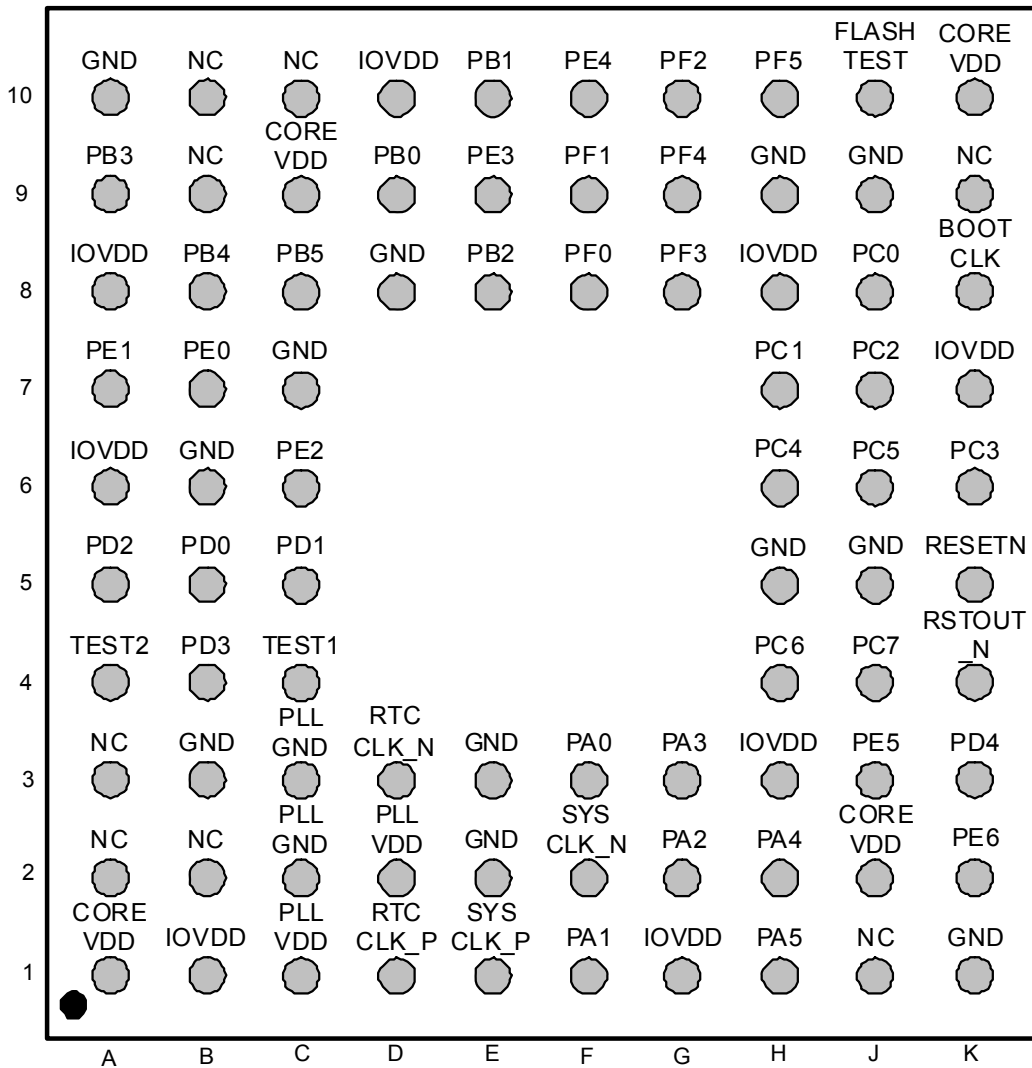 FLASH CORE
GND NC NC IOVDD PB1 PE4 PF2 PF5 TEST VDD
10
CORE
PB3 NC VDD PB0 PE3 PF1 PF4 GND GND NC
9
BOOT
IOVDD PB4 PB5 GND PB2 PF0 PF3 IOVDD PC0 CLK
8
PE1 PE0 GND PC1 PC2 IOVDD
7
IOVDD GND PE2 PC4 PC5 PC3
6
PD2 PD0 PD1 GND GND RESETN
5
RSTOUT
TEST2 PD3 TEST1 PC6 PC7 _N
4
PLL RTC
NC GND GND CLK_N GND PA0 PA3 IOVDD PE5 PD4
3
PLL PLL SYS CORE
NC NC GND VDD GND CLK_N PA2 PA4 VDD PE6
2
CORE PLL RTC SYS
VDD IOVDD VDD CLK_P CLK_P PA1 IOVDD PA5 NC GND
1
A B C D E F G H J K